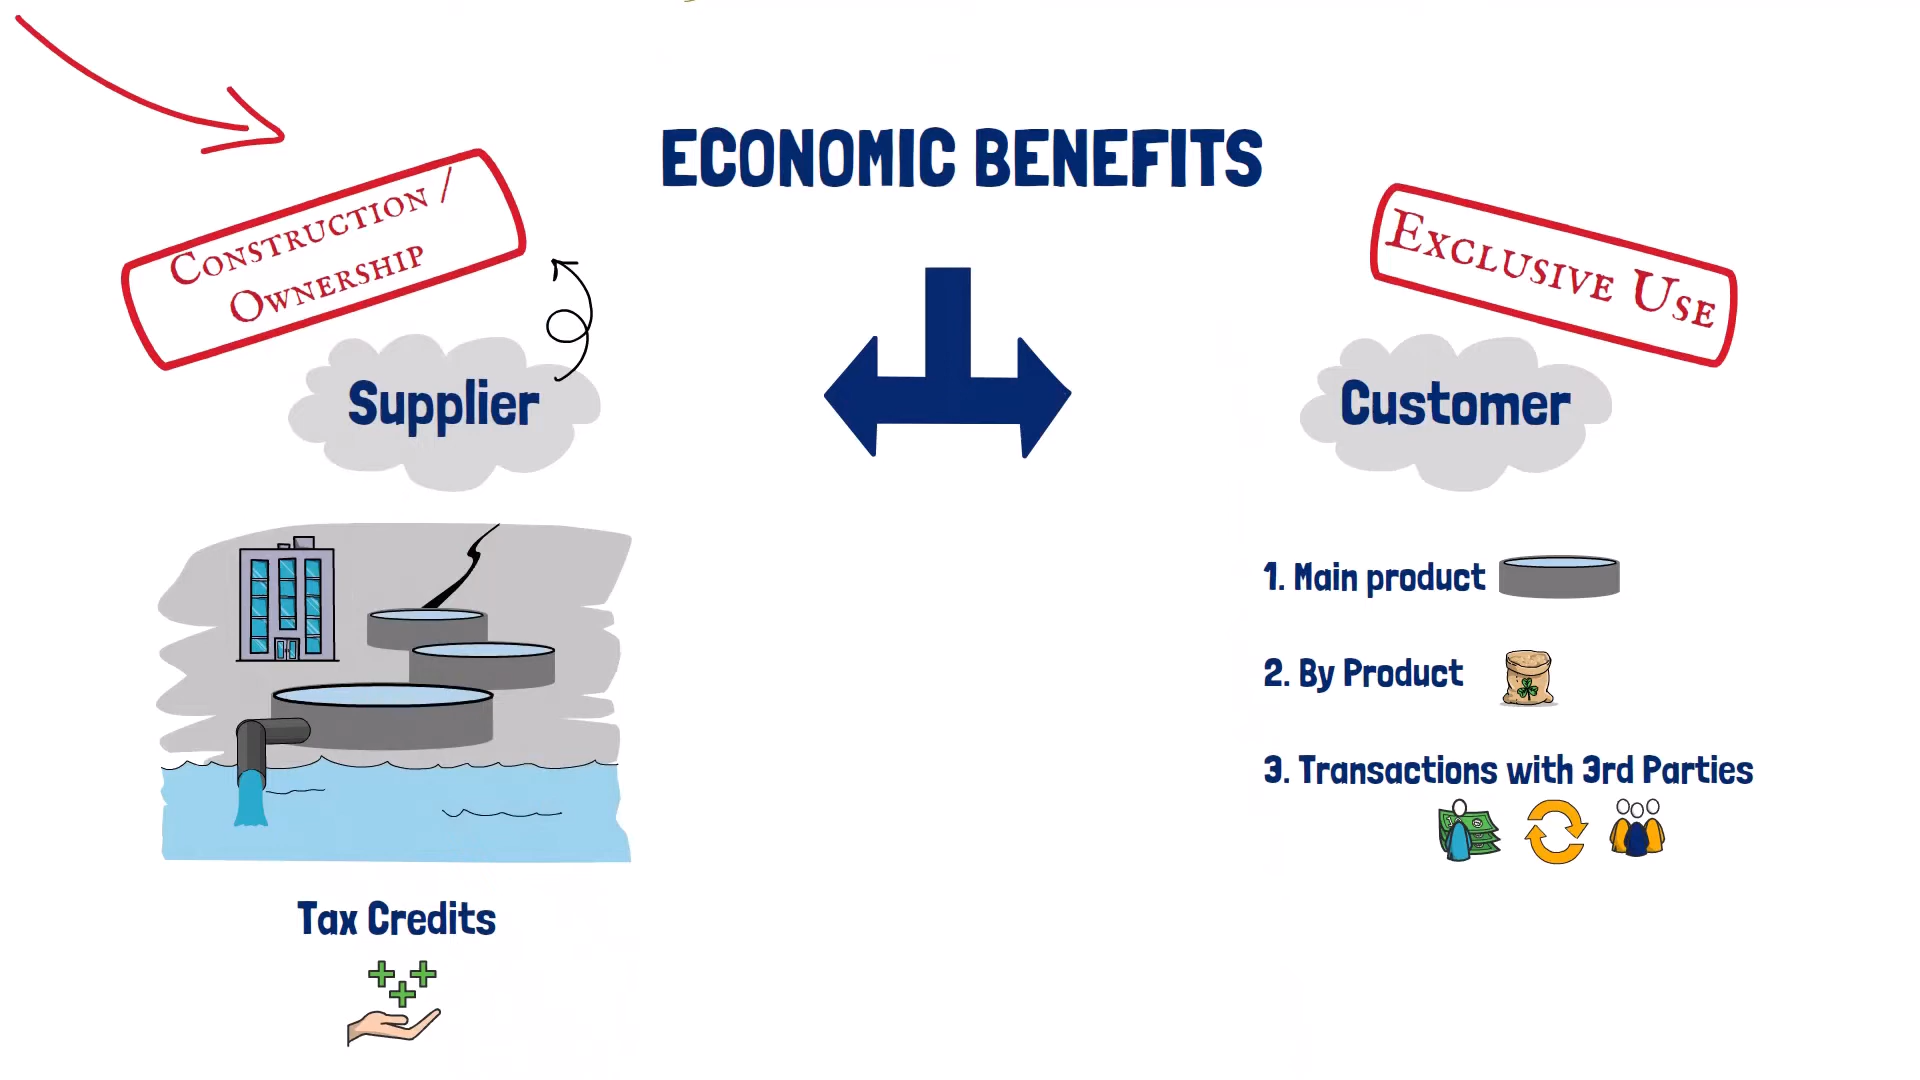 ECONOMIC BENEFITS
Construction /
Ownership
Exclusive Use
Supplier
Customer
1. Main product
2. By Product
3. Transactions with 3rd Parties
Tax Credits